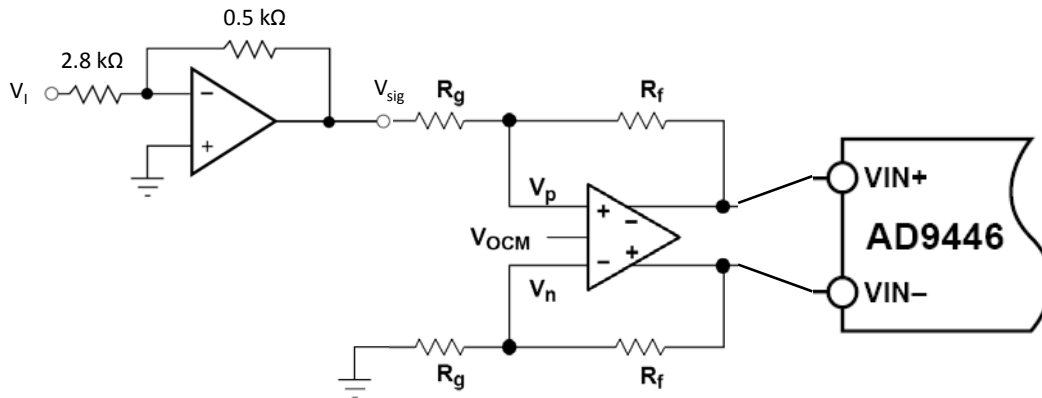 0.5 kΩ
2.8 kΩ
V_I
−
+
V_sig
R_g
R_f
V_p
+
−
V_OCM
−
+
V_n
R_g
R_f
VIN+
AD9446
VIN−